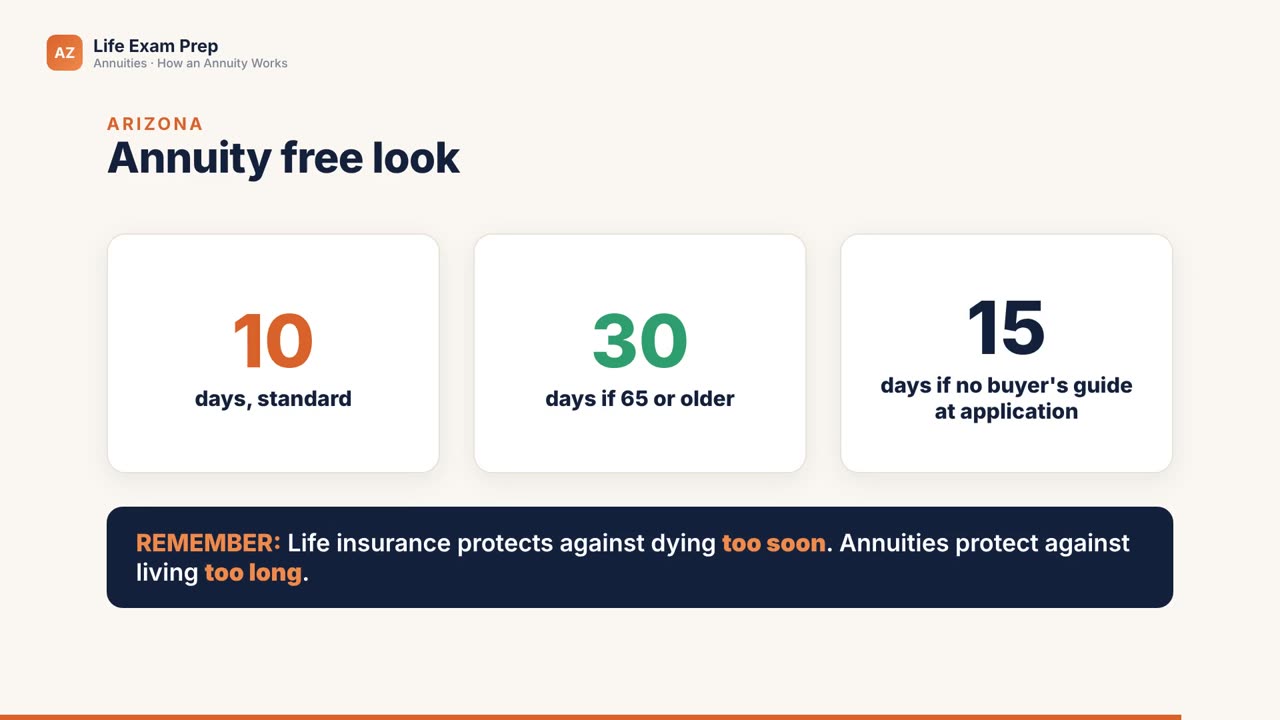 AZ
Life Exam Prep
Annuities · How an Annuity Works
ARIZONA
Annuity free look
10
days, standard
30
days if 65 or older
15
days if no buyer's guide
at application
REMEMBER: Life insurance protects against dying too soon. Annuities protect against
living too long.